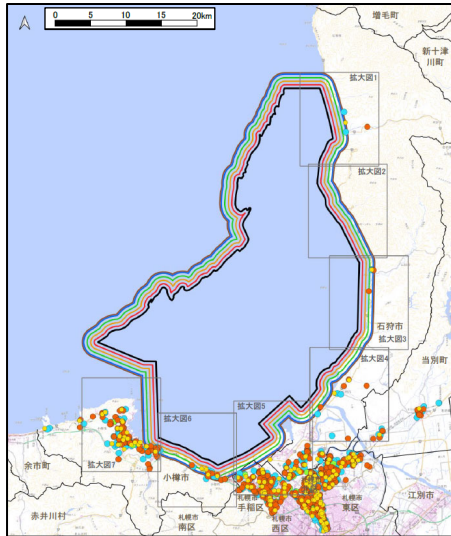 0 5 10 15 20km
増毛町
新十津
川町
拡大図1
拡大図2
石狩市
拡大図3
当別町
拡大図4
拡大図5
拡大図6
拡大図7
余市町
小樽市
札幌市
手稲区
札幌市
西区
札幌市
東区
江別市
赤井川村
札幌市
南区